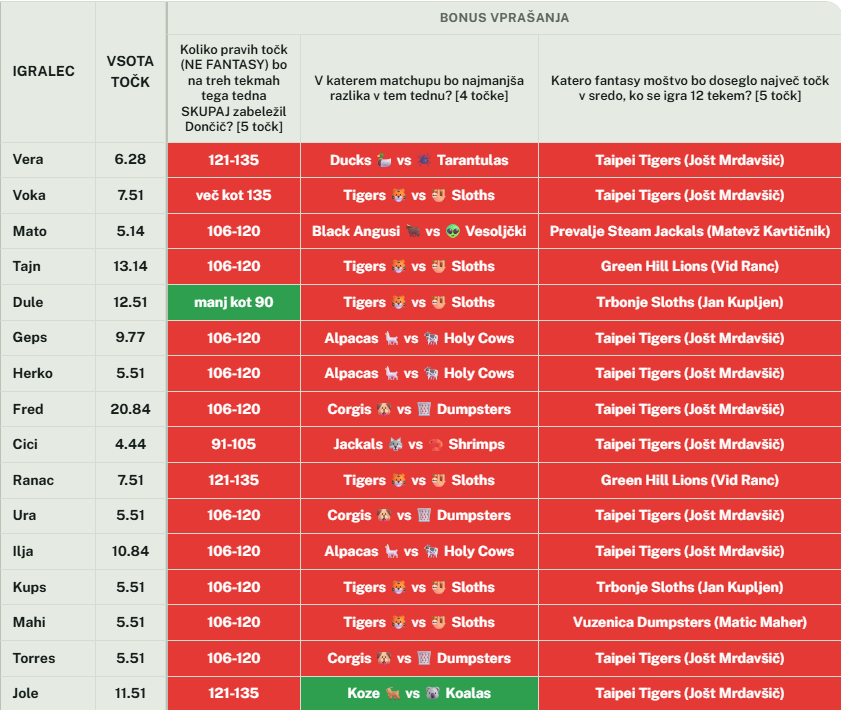 BONUS VPRAŠANJA
IGRALEC
VSOTA
TOČK
Koliko pravih točk
(NE FANTASY) bo
na treh tekmah
tega tedna
SKUPAJ zabeležil
Dončić? [5 točk]
V katerem matchupu bo najmanjša
razlika v tem tednu? [4 točke]
Katero fantasy moštvo bo doseglo največ točk
v sredo, ko se igra 12 tekem? [5 točk]
Vera 6.28 121-135 Ducks 🦆 vs 🕷️ Tarantulas Taipei Tigers (Jošt Mrdavšič)
Voka 7.51 več kot 135 Tigers 🐯 vs 🦥 Sloths Taipei Tigers (Jošt Mrdavšič)
Mato 5.14 106-120 Black Angusi 🐂 vs 👽 Vesoljčki Prevalje Steam Jackals (Matevž Kavtičnik)
Tajn 13.14 106-120 Tigers 🐯 vs 🦥 Sloths Green Hill Lions (Vid Ranc)
Dule 12.51 manj kot 90 Tigers 🐯 vs 🦥 Sloths Trbonje Sloths (Jan Kupljen)
Geps 9.77 106-120 Alpacas 🦙 vs 🐄 Holy Cows Taipei Tigers (Jošt Mrdavšič)
Herko 5.51 106-120 Alpacas 🦙 vs 🐄 Holy Cows Taipei Tigers (Jošt Mrdavšič)
Fred 20.84 106-120 Corgis 🐶 vs 🗑️ Dumpsters Taipei Tigers (Jošt Mrdavšič)
Cici 4.44 91-105 Jackals 🐺 vs 🦐 Shrimps Taipei Tigers (Jošt Mrdavšič)
Ranac 7.51 121-135 Tigers 🐯 vs 🦥 Sloths Green Hill Lions (Vid Ranc)
Ura 5.51 106-120 Corgis 🐶 vs 🗑️ Dumpsters Taipei Tigers (Jošt Mrdavšič)
Ilja 10.84 106-120 Alpacas 🦙 vs 🐄 Holy Cows Taipei Tigers (Jošt Mrdavšič)
Kups 5.51 106-120 Tigers 🐯 vs 🦥 Sloths Trbonje Sloths (Jan Kupljen)
Mahi 5.51 106-120 Tigers 🐯 vs 🦥 Sloths Vuzenica Dumpsters (Matic Maher)
Torres 5.51 106-120 Corgis 🐶 vs 🗑️ Dumpsters Taipei Tigers (Jošt Mrdavšič)
Jole 11.51 121-135 Koze 🐐 vs 🐨 Koalas Taipei Tigers (Jošt Mrdavšič)